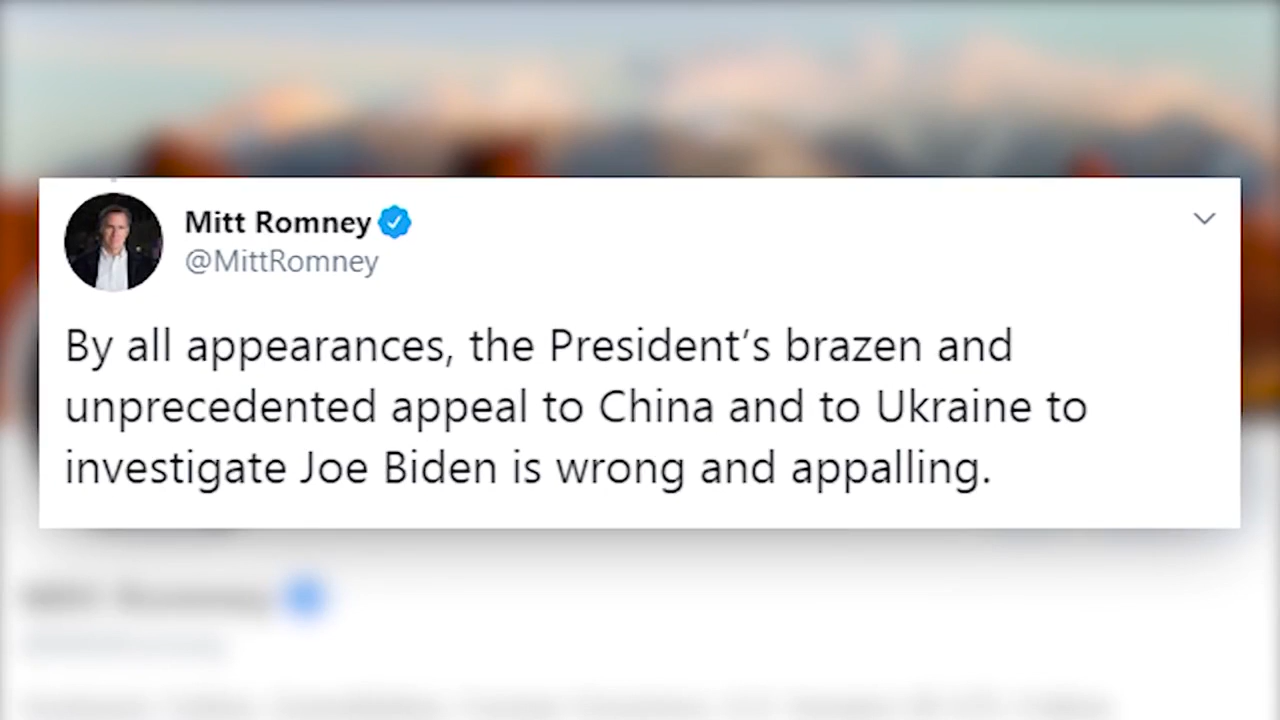 Mitt Romney
@MittRomney
By all appearances, the President’s brazen and
unprecedented appeal to China and to Ukraine to
investigate Joe Biden is wrong and appalling.